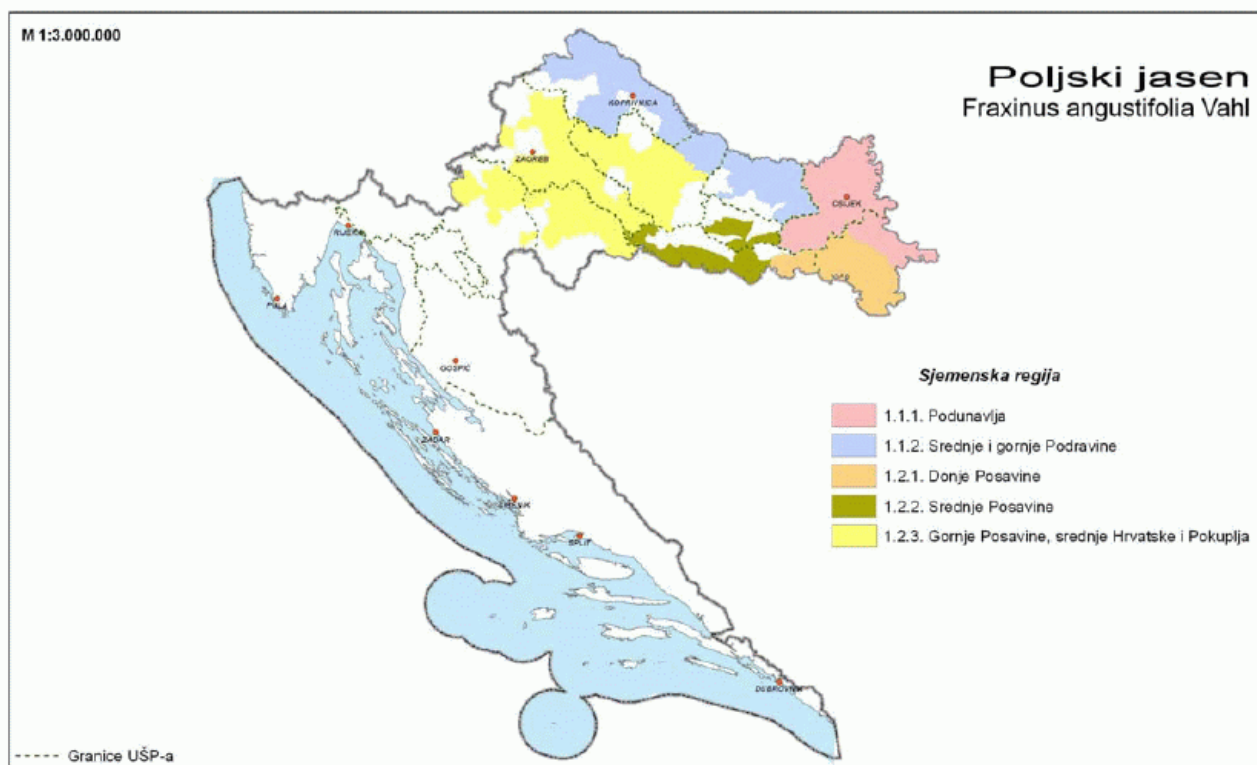 M 1:3.000.000
Poljski jasen
Fraxinus angustifolia Vahl
KOPRIVNICA
ZAGREB
OSIJEK
RIJEKA
PULA
GOSPIĆ
ZADAR
ŠIBENIK
SPLIT
DUBROVNIK
Sjemenska regija
1.1.1. Podunavlja
1.1.2. Srednje i gornje Podravine
1.2.1. Donje Posavine
1.2.2. Srednje Posavine
1.2.3. Gornje Posavine, srednje Hrvatske i Pokuplja
Granice UŠP-a